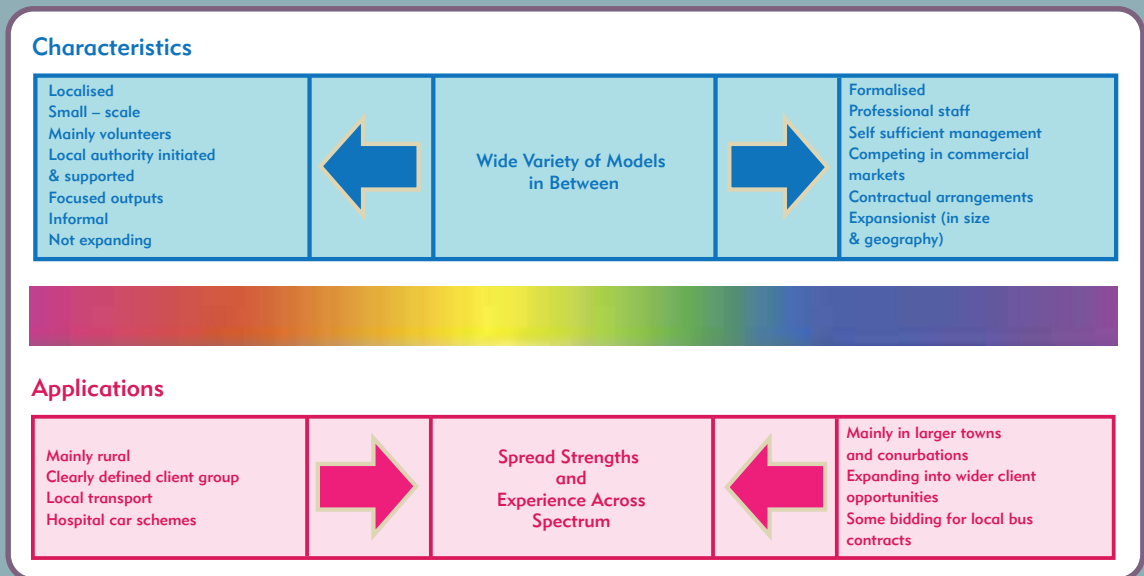 Characteristics
Localised
Small – scale
Mainly volunteers
Local authority initiated
& supported
Focused outputs
Informal
Not expanding
Wide Variety of Models
in Between
Formalised
Professional staff
Self sufficient management
Competing in commercial
markets
Contractual arrangements
Expansionist (in size
& geography)
Applications
Mainly rural
Clearly defined client group
Local transport
Hospital car schemes
Spread Strengths
and
Experience Across
Spectrum
Mainly in larger towns
and conurbations
Expanding into wider client
opportunities
Some bidding for local bus
contracts